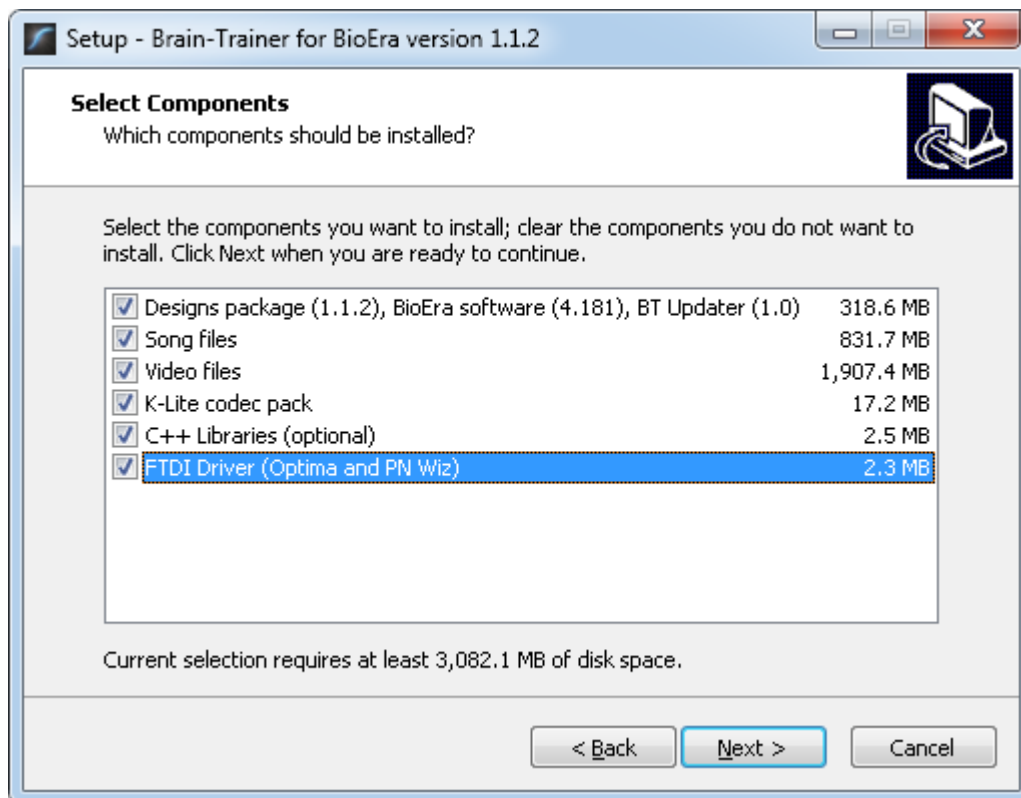 Setup - Brain-Trainer for BioEra version 1.1.2
Select Components
Which components should be installed?
Select the components you want to install; clear the components you do not want to
install. Click Next when you are ready to continue.
Designs package (1.1.2), BioEra software (4.181), BT Updater (1.0) 318.6 MB
Song files 831.7 MB
Video files 1,907.4 MB
K-Lite codec pack 17.2 MB
C++ Libraries (optional) 2.5 MB
FTDI Driver (Optima and PN Wiz) 2.3 MB
Current selection requires at least 3,082.1 MB of disk space.
< Back Next > Cancel